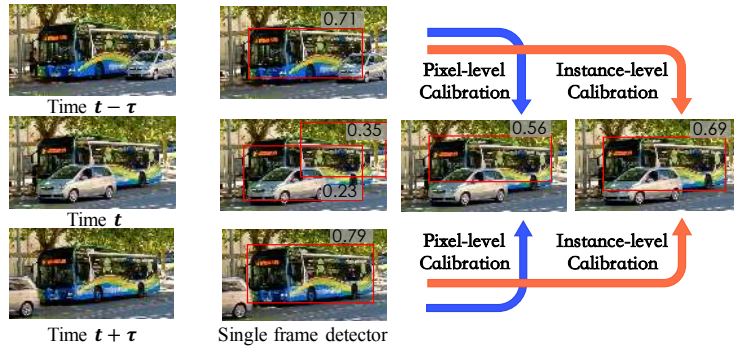 0.71
Time t − τ
Pixel-level
Calibration
Instance-level
Calibration
0.35
0.23
0.56
0.69
Time t
0.79
Pixel-level
Calibration
Instance-level
Calibration
Time t + τ
Single frame detector